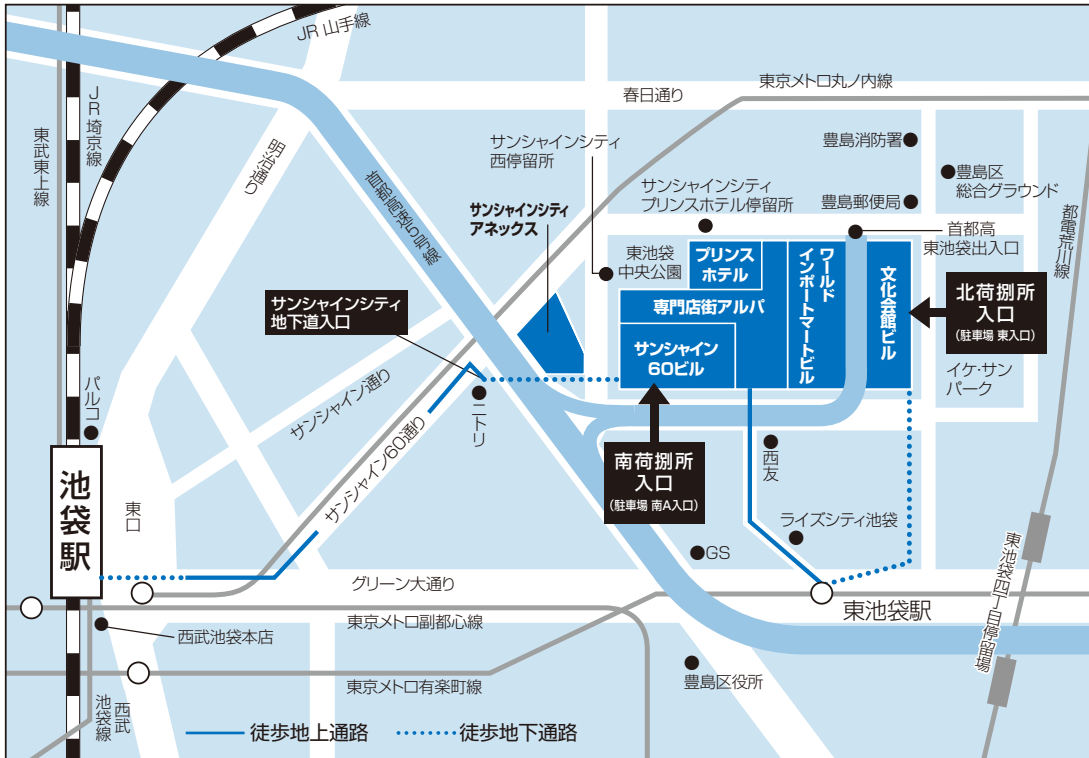 JR 山手線
JR埼京線
東武東上線
明治通り
首都高速5号線
春日通り
東京メトロ丸ノ内線
サンシャインシティ
西停留所
サンシャインシティ
アネックス
サンシャインシティ
プリンスホテル停留所
豊島消防署
豊島区
総合グラウンド
豊島郵便局
首都高
東池袋出入口
都電荒川線
東池袋
中央公園
プリンス
ホテル
専門店街アルパ
サンシャイン
60ビル
ワールド
インポートマートビル
文化会館ビル
北荷捌所
入口
(駐車場 東入口)
イケ・サン
パーク
サンシャインシティ
地下道入口
パルコ
サンシャイン通り
サンシャイン60通り
ニトリ
南荷捌所
入口
(駐車場 南A入口)
西友
池袋駅
東口
ライズシティ池袋
GS
グリーン大通り
東池袋駅
東池袋四丁目停留場
東京メトロ副都心線
西武池袋本店
東京メトロ有楽町線
豊島区役所
西武
池袋線
徒歩地上通路
徒歩地下通路